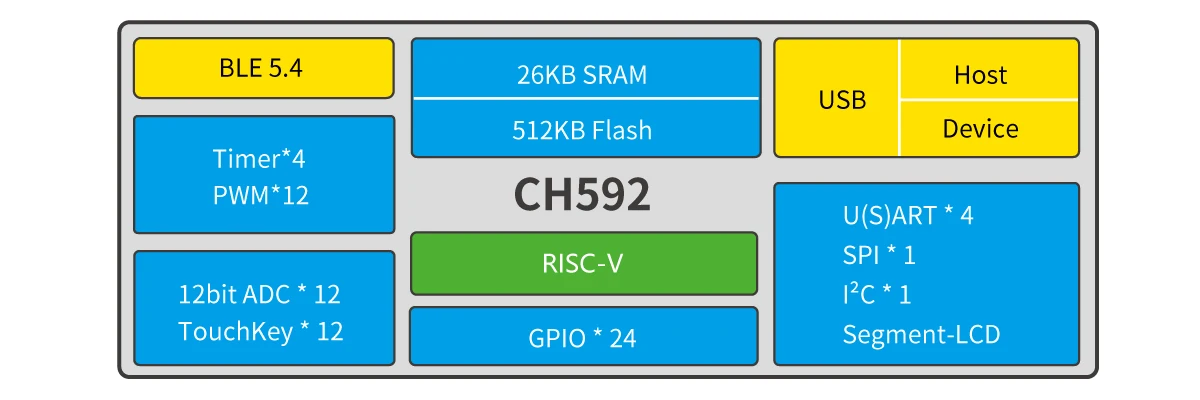 BLE 5.4
Timer*4
PWM*12
12bit ADC * 12
TouchKey * 12
26KB SRAM
512KB Flash
CH592
RISC-V
GPIO * 24
USB
Host
Device
U(S)ART * 4
SPI * 1
I²C * 1
Segment-LCD